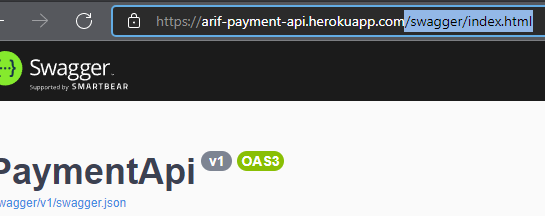 https://arif-payment-api.herokuapp.com/swagger/index.html
Swagger
Supported by SMARTBEAR
PaymentApi v1 OAS3
wagger/v1/swagger.json